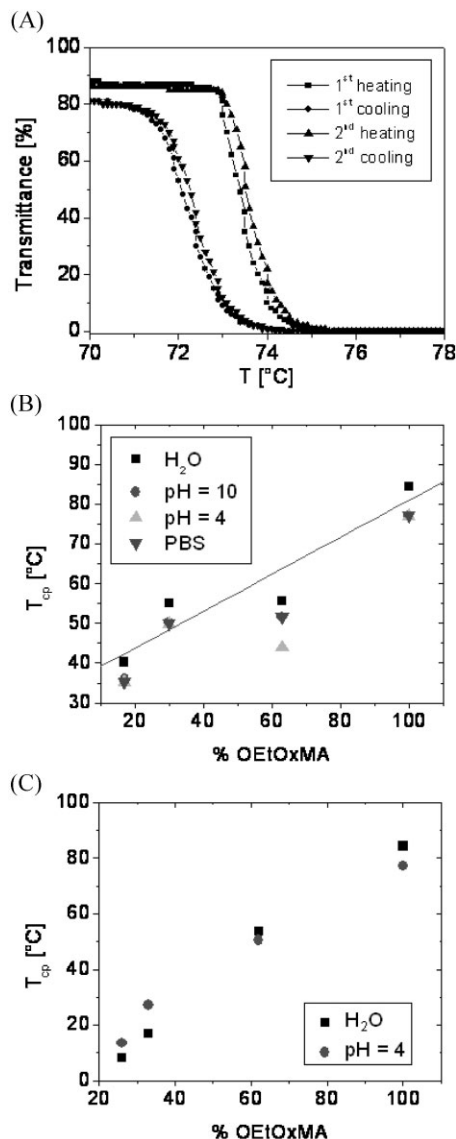 (A)
100
80
60
40
20
0
Transmittance [%]
1st heating
1st cooling
2nd heating
2nd cooling
70 72 74 76 78
T [°C]
(B)
100
90
80
70
60
50
40
30
Tcp [°C]
H2O
pH = 10
pH = 4
PBS
20 40 60 80 100
% OEtOxMA
(C)
100
80
60
40
20
0
Tcp [°C]
H2O
pH = 4
20 40 60 80 100
% OEtOxMA